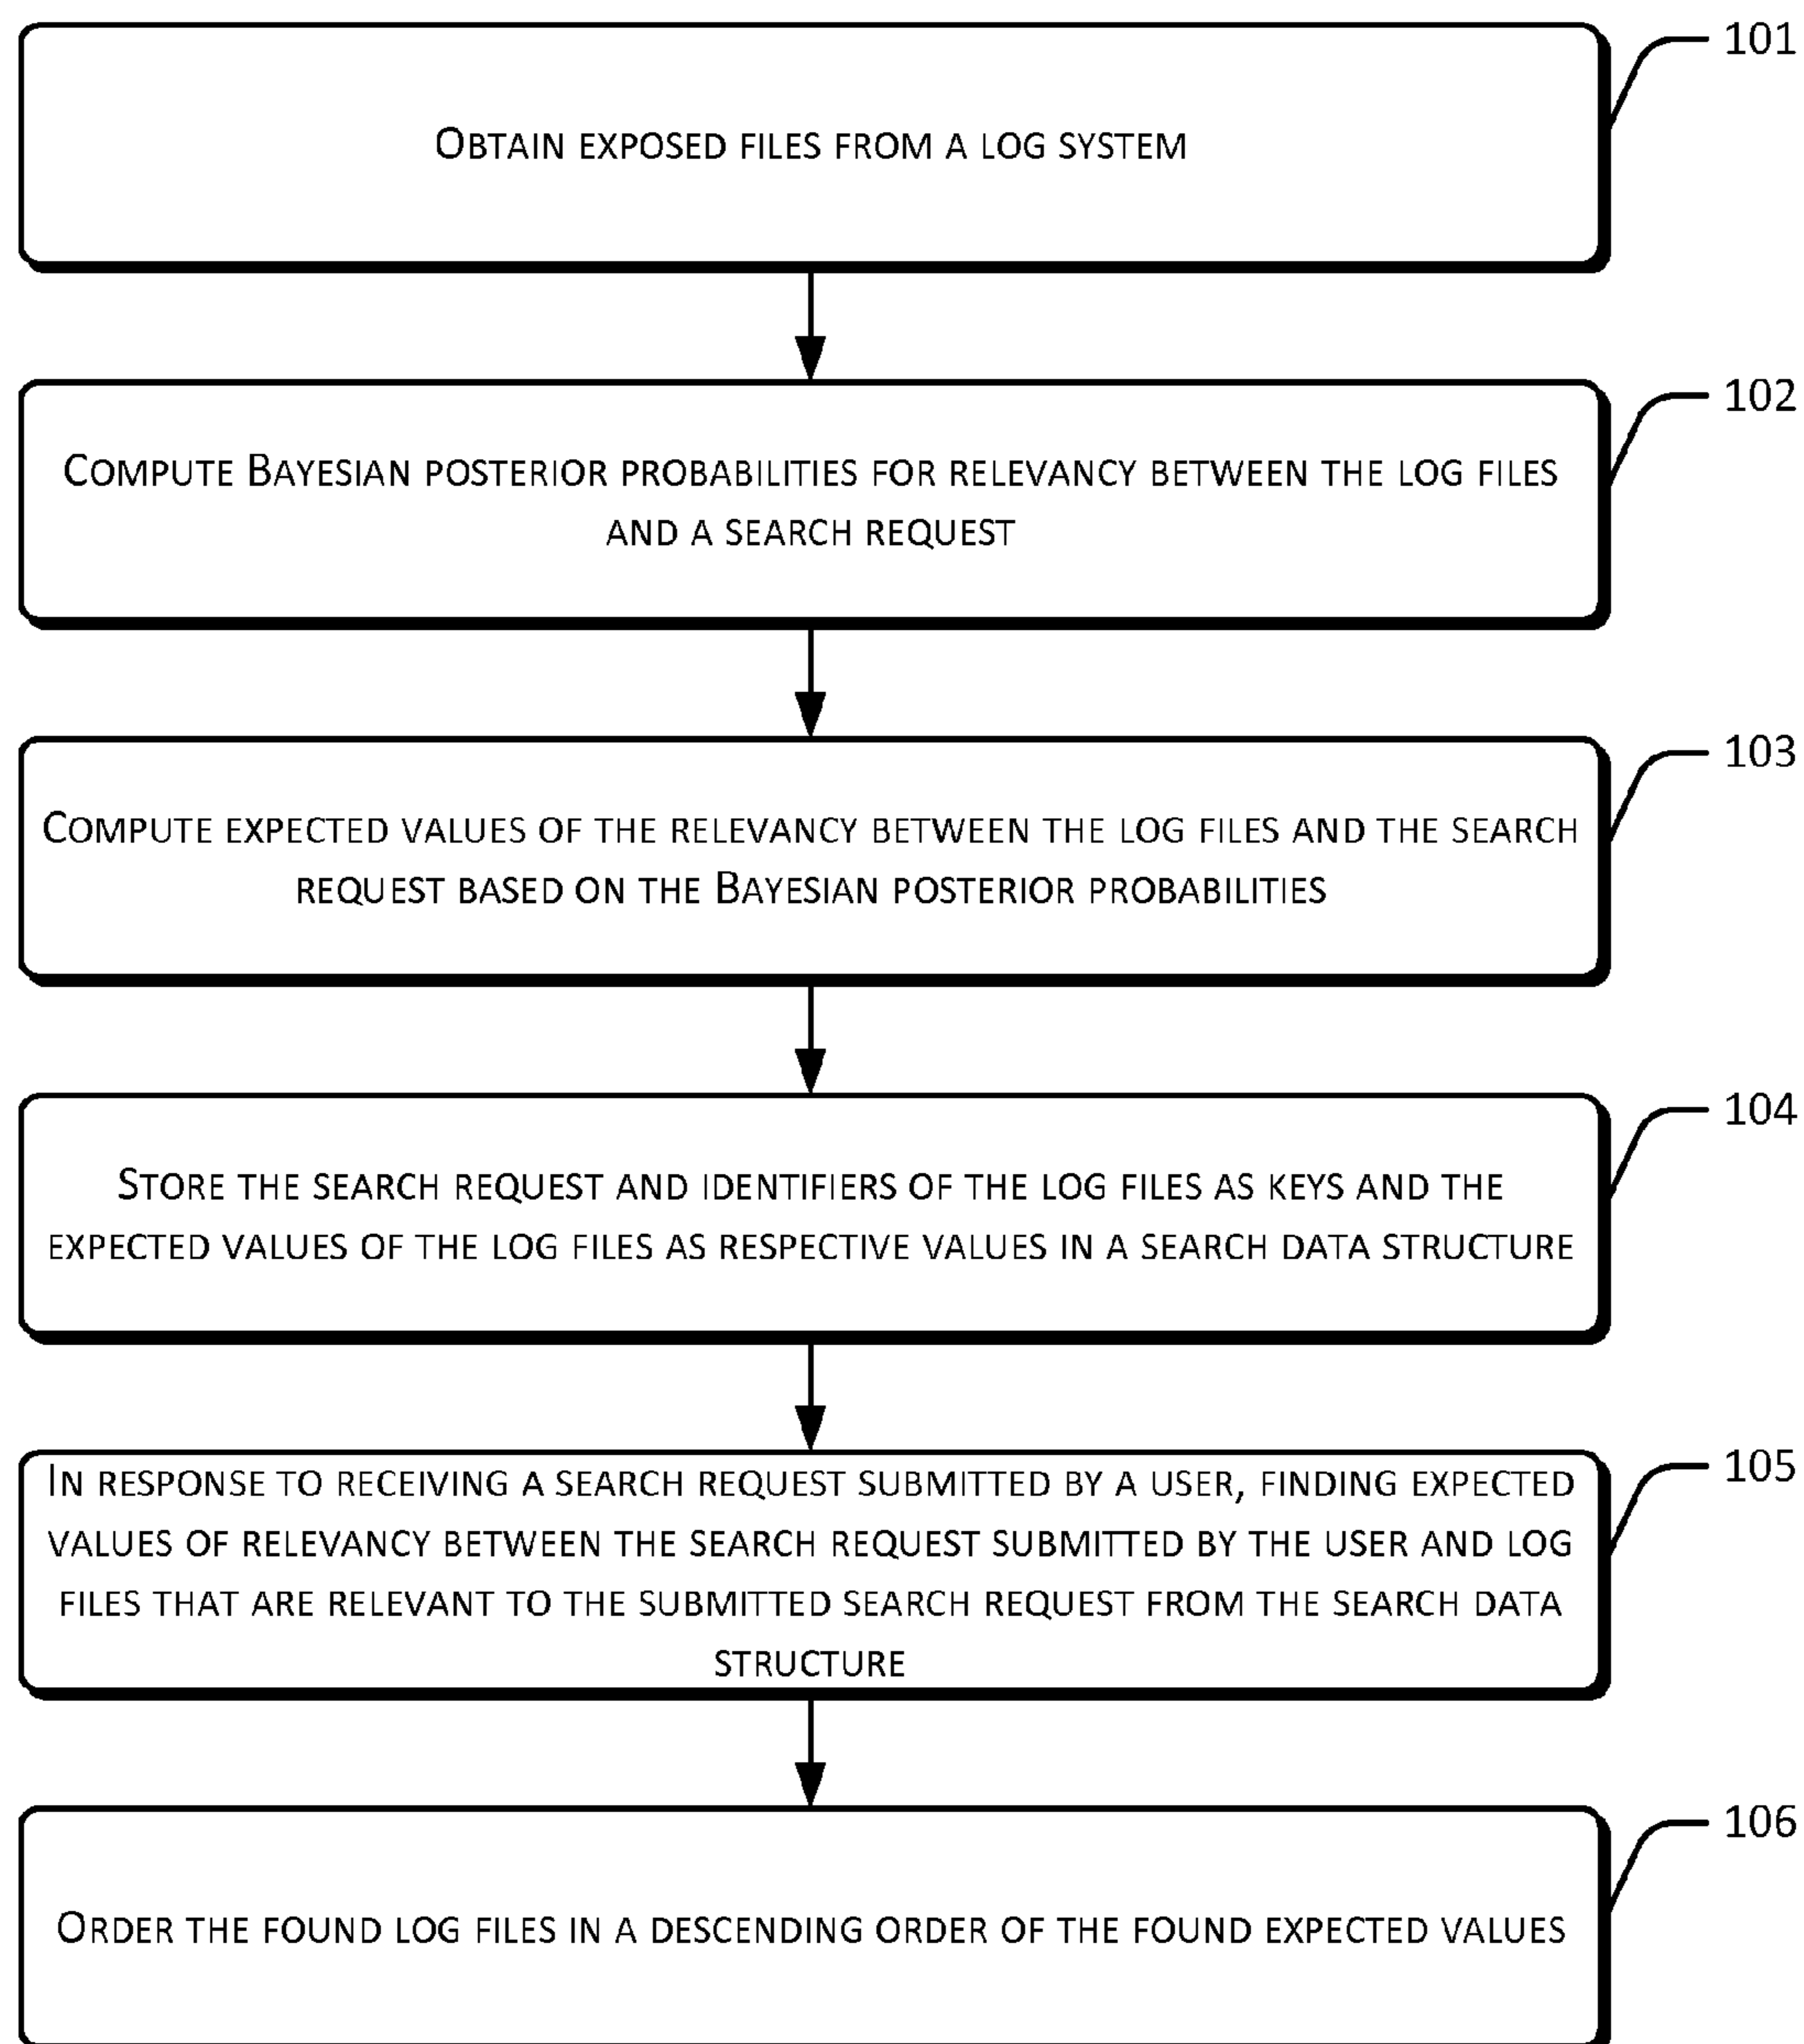 101
OBTAIN EXPOSED FILES FROM A LOG SYSTEM
102
COMPUTE BAYESIAN POSTERIOR PROBABILITIES FOR RELEVANCY BETWEEN THE LOG FILES
AND A SEARCH REQUEST
103
COMPUTE EXPECTED VALUES OF THE RELEVANCY BETWEEN THE LOG FILES AND THE SEARCH
REQUEST BASED ON THE BAYESIAN POSTERIOR PROBABILITIES
104
STORE THE SEARCH REQUEST AND IDENTIFIERS OF THE LOG FILES AS KEYS AND THE
EXPECTED VALUES OF THE LOG FILES AS RESPECTIVE VALUES IN A SEARCH DATA STRUCTURE
105
IN RESPONSE TO RECEIVING A SEARCH REQUEST SUBMITTED BY A USER, FINDING EXPECTED
VALUES OF RELEVANCY BETWEEN THE SEARCH REQUEST SUBMITTED BY THE USER AND LOG
FILES THAT ARE RELEVANT TO THE SUBMITTED SEARCH REQUEST FROM THE SEARCH DATA
STRUCTURE
106
ORDER THE FOUND LOG FILES IN A DESCENDING ORDER OF THE FOUND EXPECTED VALUES